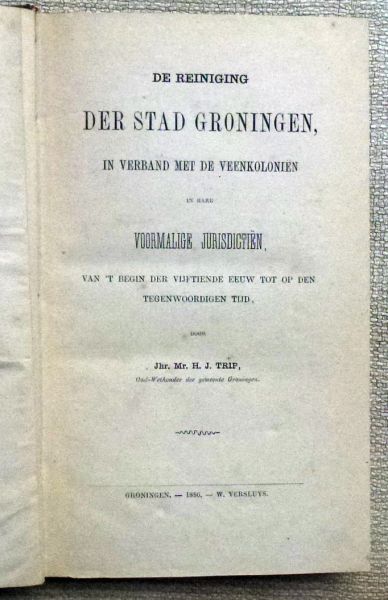 DE REINIGING
DER STAD GRONINGEN,
IN VERBAND MET DE VEENKOLONIËN
IN HARE
VOORMALIGE JURISDICTIËN,
VAN 'T BEGIN DER VIJFTIENDE EEUW TOT OP DEN
TEGENWOORDIGEN TIJD,
DOOR
Jhr. Mr. H. J. TRIP,
Oud-Wethouder der gemeente Groningen.
GRONINGEN. — 1886. — W. VERSLUYS.